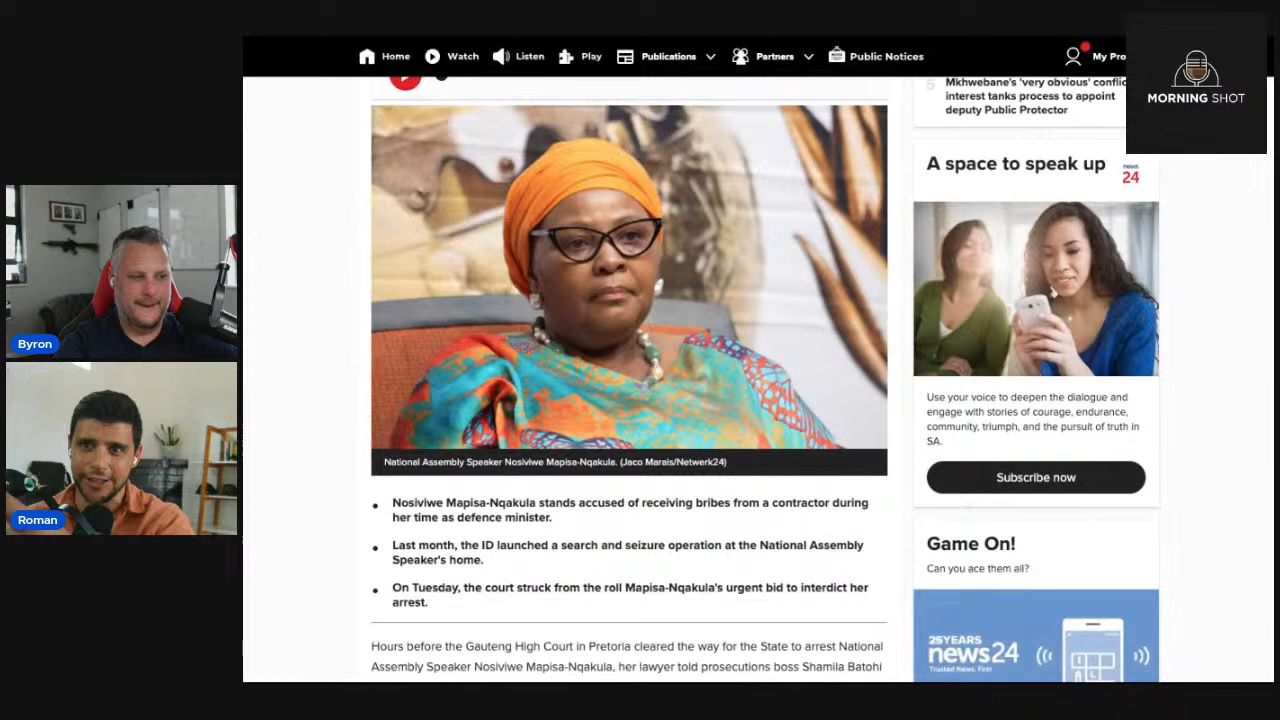 Home
Watch
Listen
Play
Publications
Partners
Public Notices
My Pro
MORNING SHOT
Mkhwebane's 'very obvious' conflic
interest tanks process to appoint
deputy Public Protector
A space to speak up
news
24
Byron
Roman
National Assembly Speaker Nosiviwe Mapisa-Nqakula. (Jaco Marais/Netwerk24)
Use your voice to deepen the dialogue and
engage with stories of courage, endurance,
community, triumph, and the pursuit of truth in
SA.
Subscribe now
• Nosiviwe Mapisa-Nqakula stands accused of receiving bribes from a contractor during
her time as defence minister.
• Last month, the ID launched a search and seizure operation at the National Assembly
Speaker's home.
• On Tuesday, the court struck from the roll Mapisa-Nqakula's urgent bid to interdict her
arrest.
Game On!
Can you ace them all?
25YEARS
news24
Trusted News. First
Hours before the Gauteng High Court in Pretoria cleared the way for the State to arrest National
Assembly Speaker Nosiviwe Mapisa-Nqakula, her lawyer told prosecutions boss Shamila Batohi